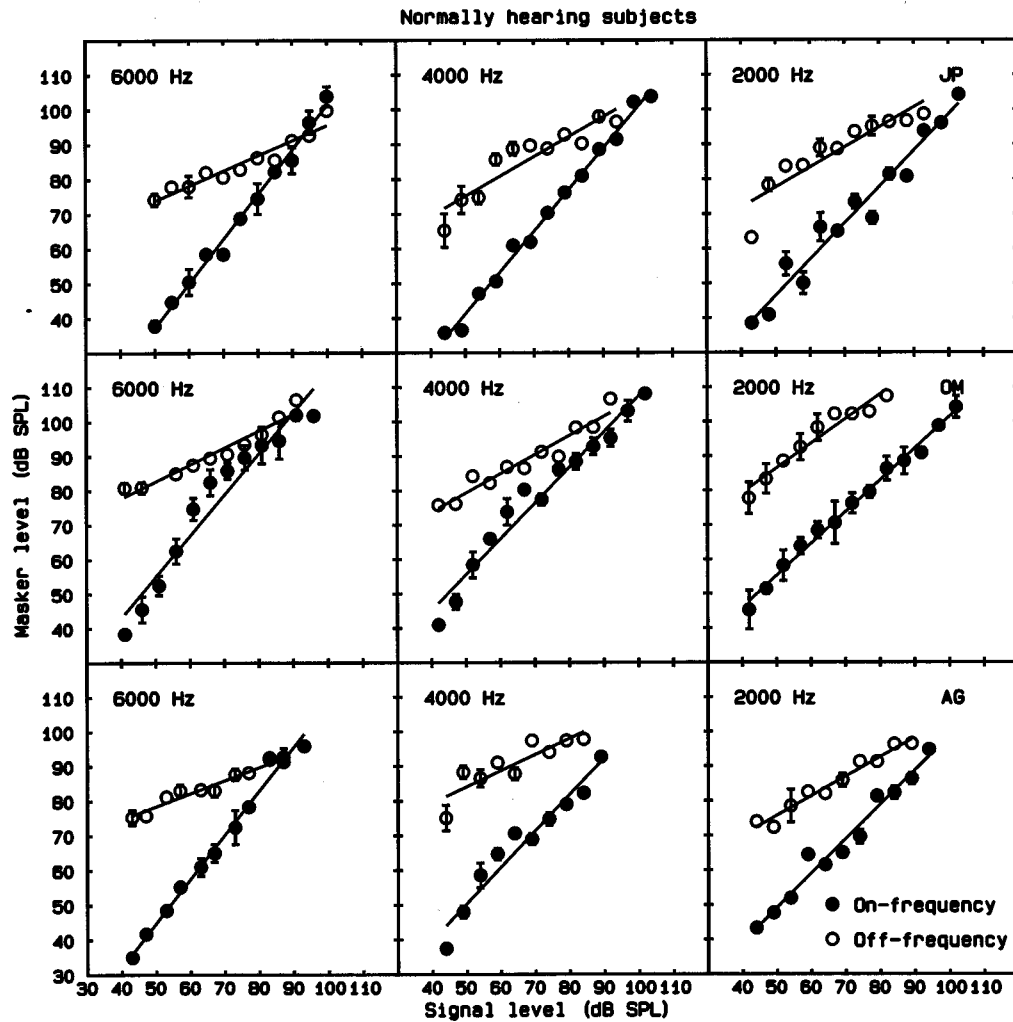 Normally hearing subjects
6000 Hz
4000 Hz
2000 Hz JP
110
100
90
80
70
60
50
40
6000 Hz
4000 Hz
2000 Hz OM
110
100
90
80
70
60
50
40
Masker level (dB SPL)
6000 Hz
4000 Hz
2000 Hz AG
110
100
90
80
70
60
50
40
30
On-frequency
Off-frequency
30 40 50 60 70 80 90 100 40 50 60 70 80 90 100 40 50 60 70 80 90 100 110
Signal level (dB SPL)